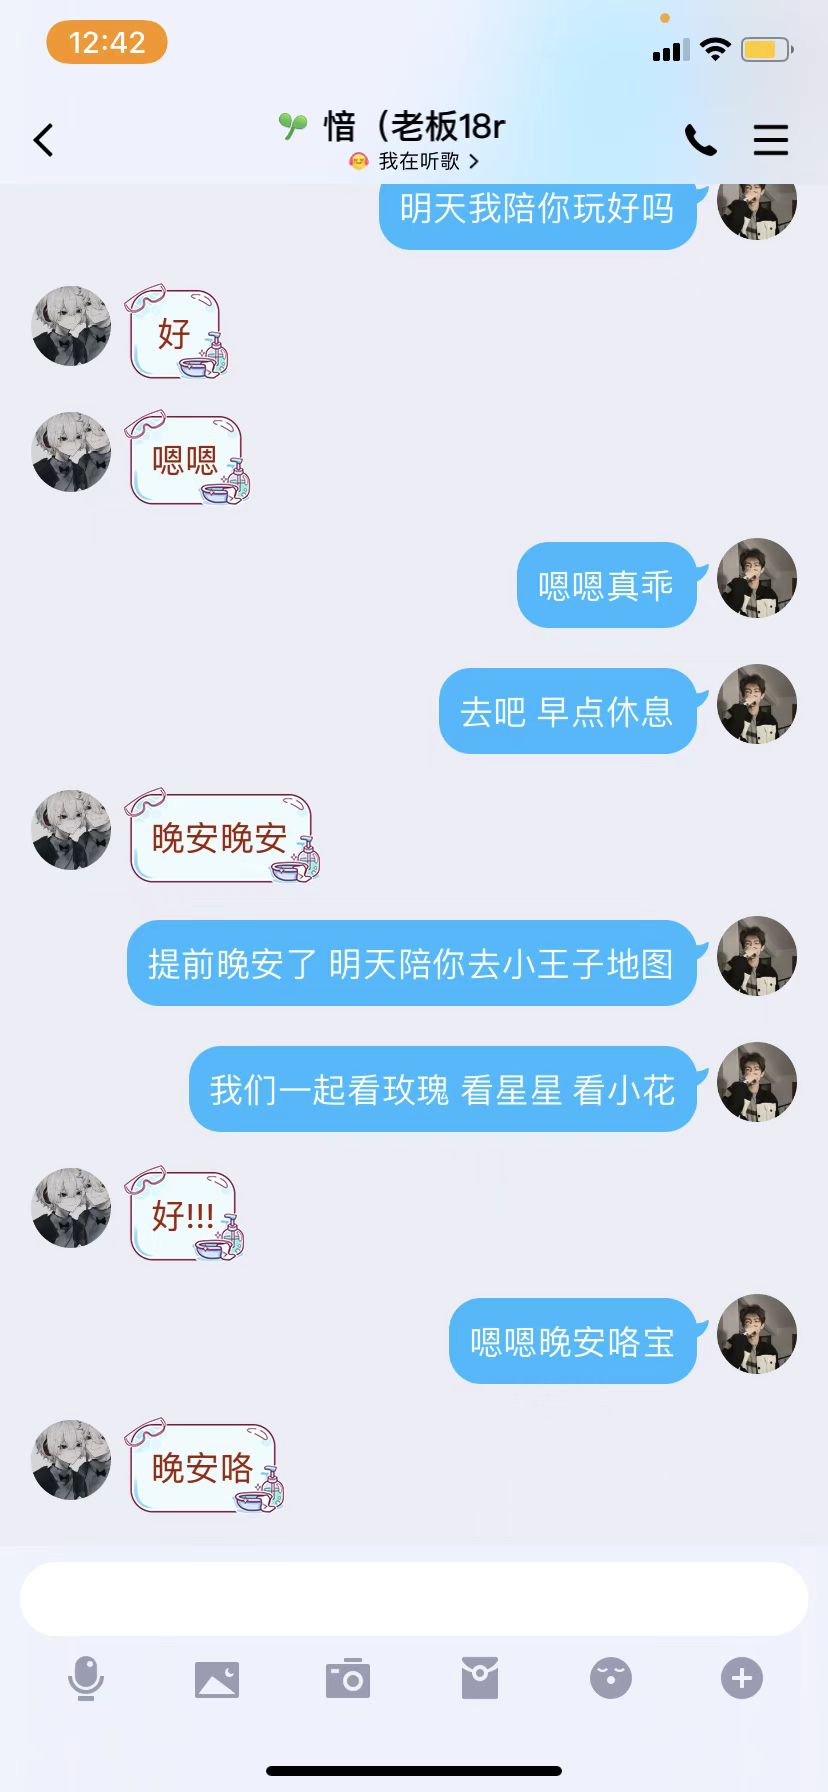 12:42
愔（老板18r
我在听歌
明天我陪你玩好吗
好
嗯嗯
嗯嗯真乖
去吧 早点休息
晚安晚安
提前晚安了 明天陪你去小王子地图
我们一起看玫瑰 看星星 看小花
好!!!
嗯嗯晚安咯宝
晚安咯